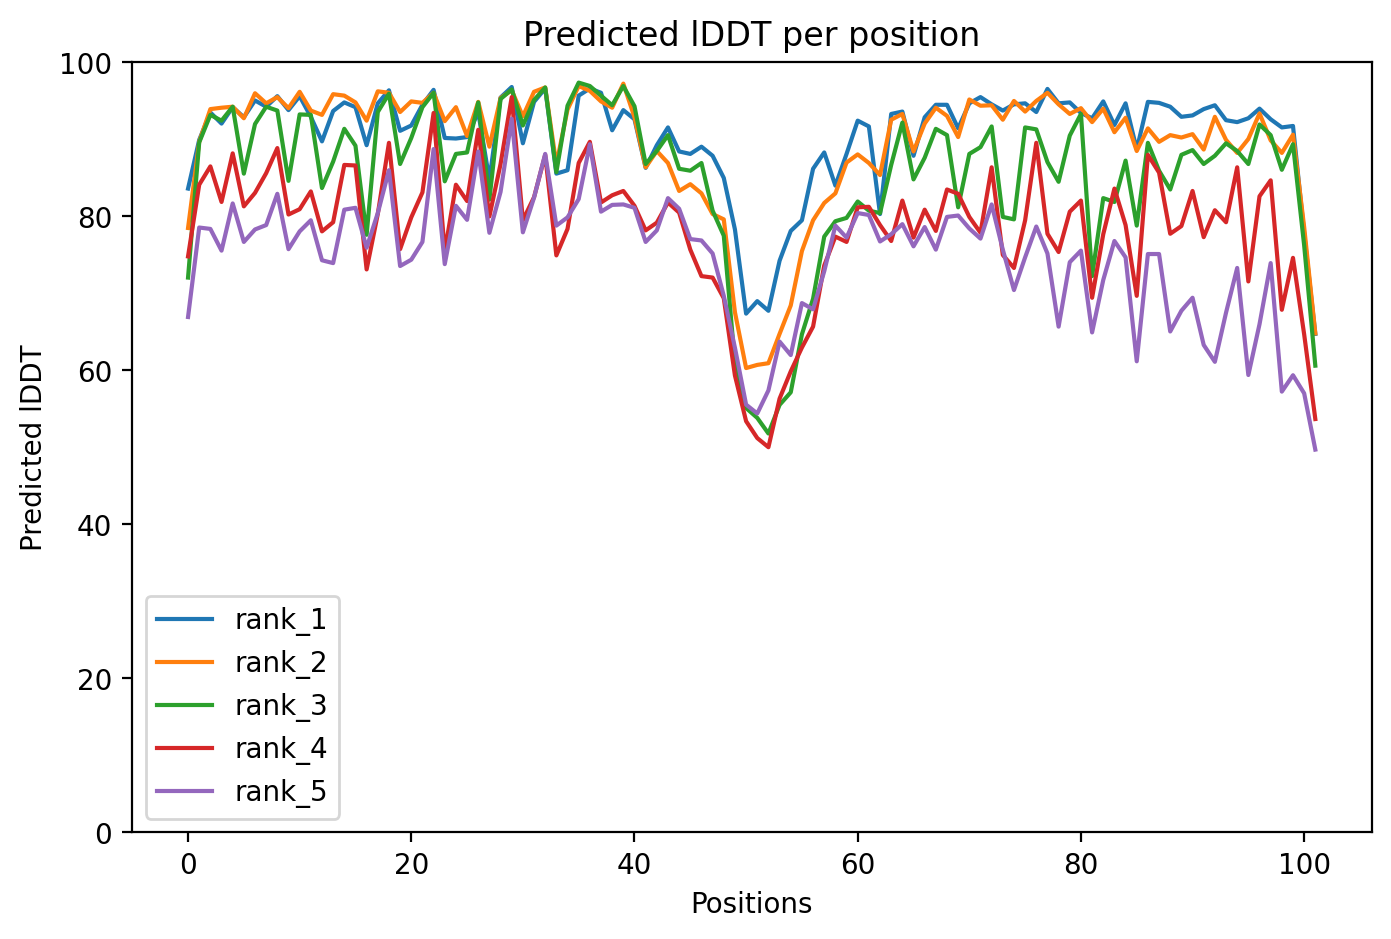 Predicted lDDT per position
100
80
60
40
20
0
Predicted lDDT
rank_1
rank_2
rank_3
rank_4
rank_5
0 20 40 60 80 100
Positions